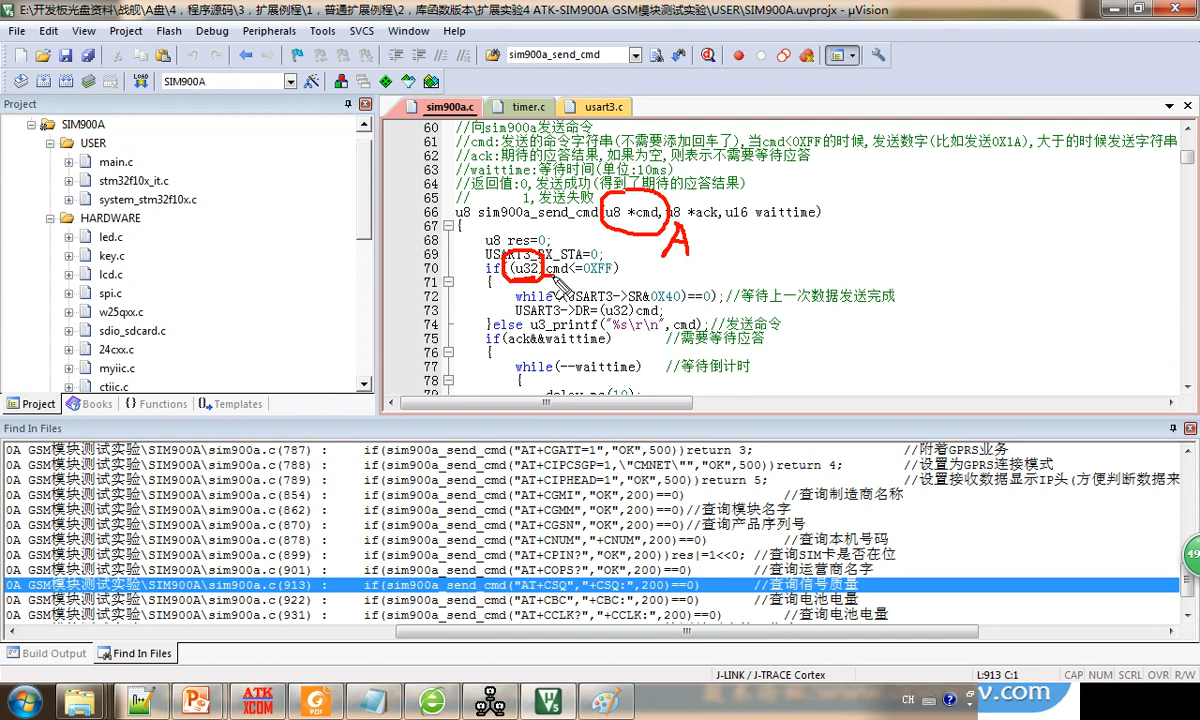 E:\开发板光盘资料\战舰\A盘\4，程序源码\3，扩展例程\1，普通扩展例程\2，库函数版本\扩展实验4 ATK-SIM900A GSM模块测试实验\USER\SIM900A.uvprojx - µVision
File Edit View Project Flash Debug Peripherals Tools SVCS Window Help
sim900a_send_cmd
SIM900A
Project
sim900a.c timer.c usart3.c
SIM900A
USER
main.c
stm32f10x_it.c
system_stm32f10x.c
HARDWARE
led.c
key.c
lcd.c
spi.c
w25qxx.c
sdio_sdcard.c
24cxx.c
myiic.c
ctiic.c
Project Books Functions Templates
60 //向sim900a发送命令
61 //cmd:发送的命令字符串(不需要添加回车了),当cmd<0XFF的时候,发送数字(比如发送0X1A),大于的时候发送字符串
62 //ack:期待的应答结果,如果为空,则表示不需要等待应答
63 //waittime:等待时间(单位:10ms)
64 //返回值:0,发送成功(得到了期待的应答结果)
65 // 1,发送失败
66 u8 sim900a_send_cmd(u8 *cmd,u8 *ack,u16 waittime)
A
67 {
68 u8 res=0;
69 USART3_RX_STA=0;
70 if((u32)cmd<=0XFF)
71 {
72 while((USART3->SR&0X40)==0);//等待上一次数据发送完成
73 USART3->DR=(u32)cmd;
74 }else u3_printf("%s\r\n",cmd);//发送命令
75 if(ack&&waittime) //需要等待应答
76 {
77 while(--waittime) //等待倒计时
78 {
79 delay_ms(10);
Find In Files
0A GSM模块测试实验\SIM900A\sim900a.c(787) : if(sim900a_send_cmd("AT+CGATT=1","OK",500))return 3; //附着GPRS业务
0A GSM模块测试实验\SIM900A\sim900a.c(788) : if(sim900a_send_cmd("AT+CIPCSGP=1,\"CMNET\"","OK",500))return 4; //设置为GPRS连接模式
0A GSM模块测试实验\SIM900A\sim900a.c(789) : if(sim900a_send_cmd("AT+CIPHEAD=1","OK",500))return 5; //设置接收数据显示IP头(方便判断数据来
0A GSM模块测试实验\SIM900A\sim900a.c(854) : if(sim900a_send_cmd("AT+CGMI","OK",200)==0) //查询制造商名称
0A GSM模块测试实验\SIM900A\sim900a.c(862) : if(sim900a_send_cmd("AT+CGMM","OK",200)==0)//查询模块名字
0A GSM模块测试实验\SIM900A\sim900a.c(870) : if(sim900a_send_cmd("AT+CGSN","OK",200)==0)//查询产品序列号
0A GSM模块测试实验\SIM900A\sim900a.c(878) : if(sim900a_send_cmd("AT+CNUM","+CNUM",200)==0) //查询本机号码
0A GSM模块测试实验\SIM900A\sim900a.c(899) : if(sim900a_send_cmd("AT+CPIN?","OK",200))res|=1<<0; //查询SIM卡是否在位
0A GSM模块测试实验\SIM900A\sim900a.c(901) : if(sim900a_send_cmd("AT+COPS?","OK",200)==0) //查询运营商名字
0A GSM模块测试实验\SIM900A\sim900a.c(913) : if(sim900a_send_cmd("AT+CSQ","+CSQ:",200)==0) //查询信号质量
0A GSM模块测试实验\SIM900A\sim900a.c(922) : if(sim900a_send_cmd("AT+CBC","+CBC:",200)==0) //查询电池电量
0A GSM模块测试实验\SIM900A\sim900a.c(931) : if(sim900a_send_cmd("AT+CCLK?","+CCLK:",200)==0) //查询电池电量
49
Build Output Find In Files
J-LINK / J-TRACE Cortex L:913 C:1 CAP NUM SCRL OVR R/W
ATK XCOM PDF CH v.com